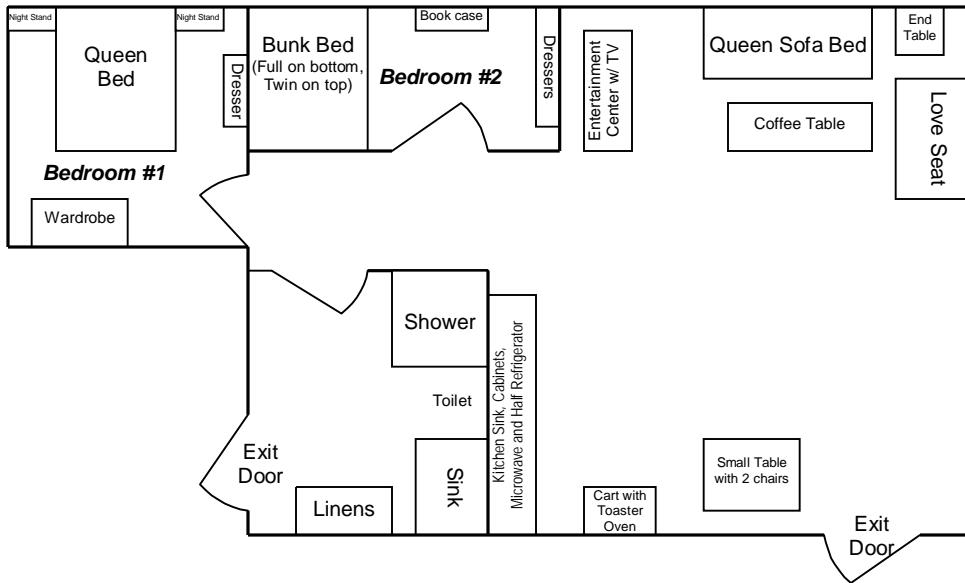 Night Stand
Night Stand
Queen
Bed
Dresser
Bedroom #1
Wardrobe
Bunk Bed
(Full on bottom,
Twin on top)
Book case
Bedroom #2
Dressers
Entertainment
Center w/ TV
Queen Sofa Bed
End
Table
Coffee Table
Love Seat
Shower
Toilet
Sink
Exit
Door
Linens
Kitchen Sink, Cabinets,
Microwave and Half Refrigerator
Cart with
Toaster
Oven
Small Table
with 2 chairs
Exit
Door